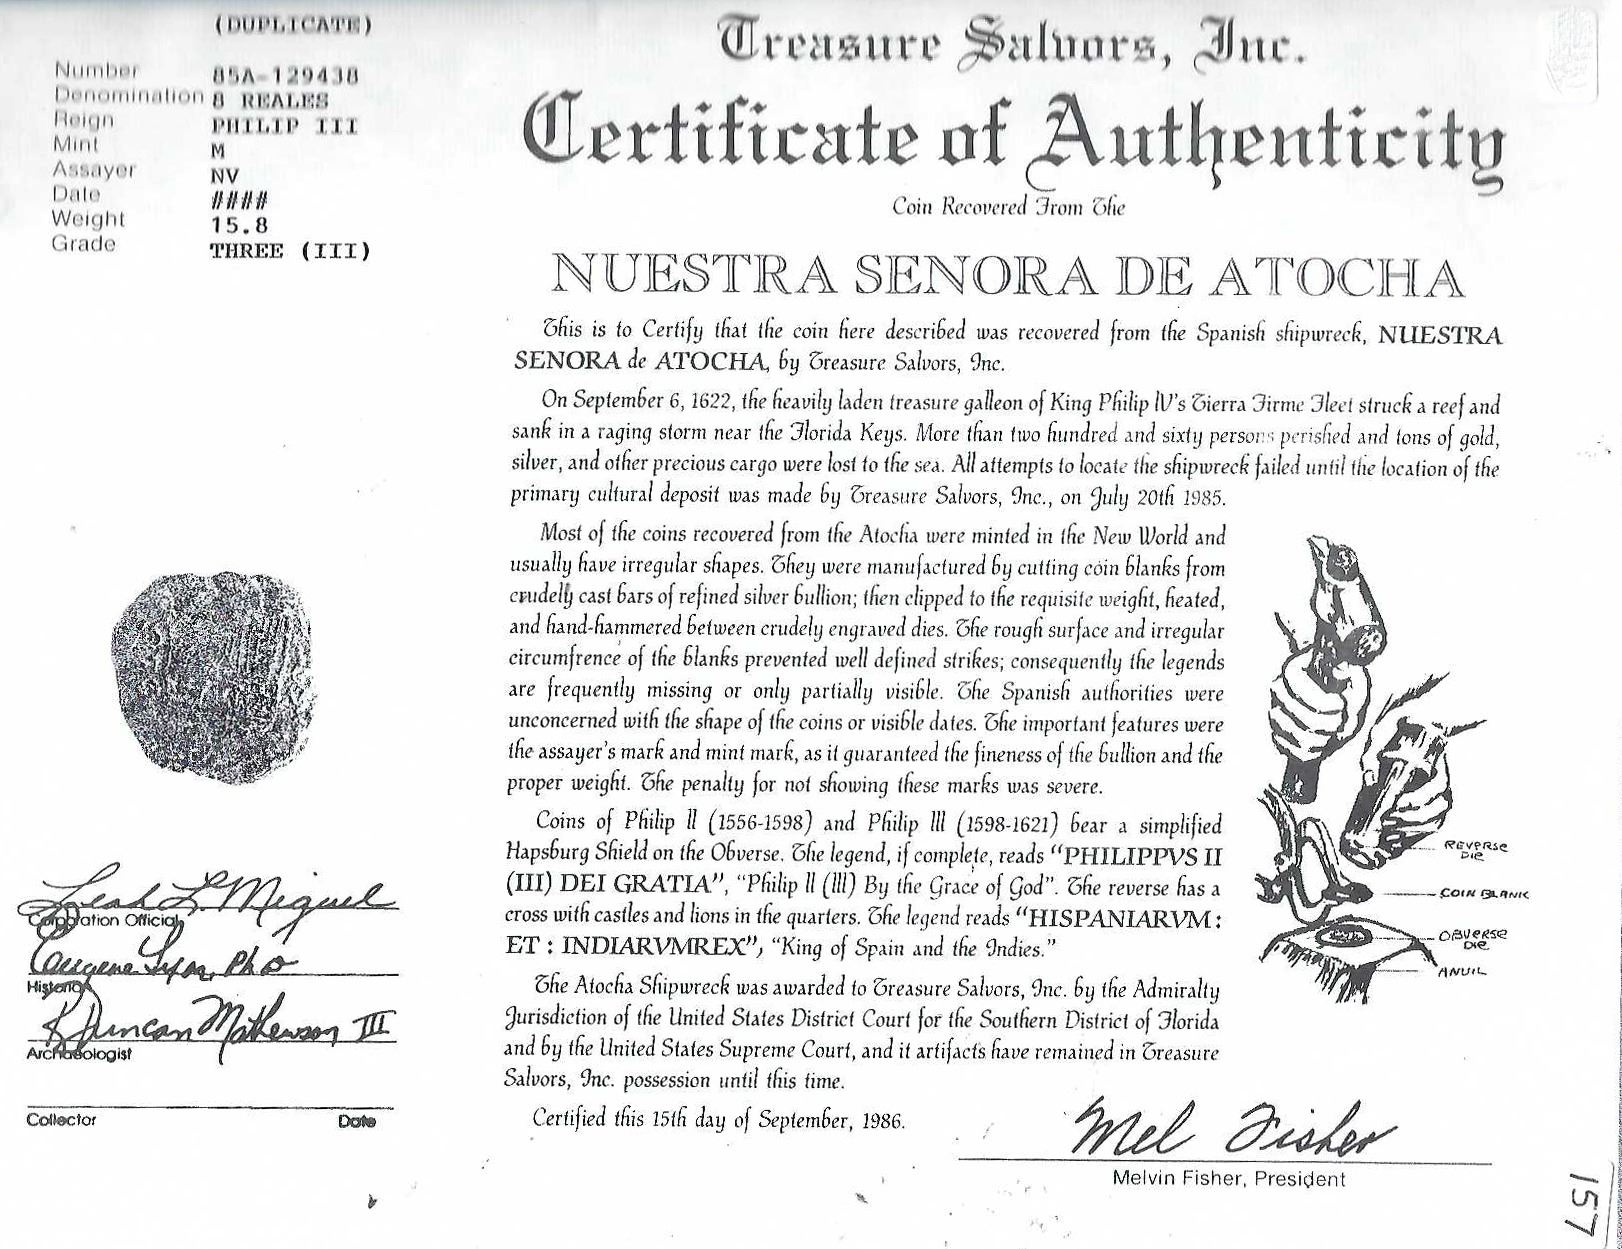 (DUPLICATE)
Number 85A-129438
Denomination 8 REALES
Reign PHILIP III
Mint M
Assayer NV
Date ####
Weight 15.8
Grade THREE (III)
Treasure Salvors, Inc.
Certificate of Authenticity
Coin Recovered From The
NUESTRA SENORA DE ATOCHA
This is to Certify that the coin here described was recovered from the Spanish shipwreck, NUESTRA
SENORA de ATOCHA, by Treasure Salvors, Inc.
On September 6, 1622, the heavily laden treasure galleon of King Philip IV's Tierra Firme Fleet struck a reef and
sank in a raging storm near the Florida Keys. More than two hundred and sixty persons perished and tons of gold,
silver, and other precious cargo were lost to the sea. All attempts to locate the shipwreck failed until the location of the
primary cultural deposit was made by Treasure Salvors, Inc., on July 20th 1985.
Most of the coins recovered from the Atocha were minted in the New World and
usually have irregular shapes. They were manufactured by cutting coin blanks from
crudelly cast bars of refined silver bullion; then clipped to the requisite weight, heated,
and hand-hammered between crudely engraved dies. The rough surface and irregular
circumfrence of the blanks prevented well defined strikes; consequently the legends
are frequently missing or only partially visible. The Spanish authorities were
unconcerned with the shape of the coins or visible dates. The important features were
the assayer's mark and mint mark, as it guaranteed the fineness of the bullion and the
proper weight. The penalty for not showing these marks was severe.
Coins of Philip II (1556-1598) and Philip III (1598-1621) bear a simplified
Hapsburg Shield on the Obverse. The legend, if complete, reads "PHILIPPVS II
(III) DEI GRATIA", "Philip II (III) By the Grace of God". The reverse has a
cross with castles and lions in the quarters. The legend reads "HISPANIARVM :
ET : INDIARVMREX", "King of Spain and the Indies."
The Atocha Shipwreck was awarded to Treasure Salvors, Inc. by the Admiralty
Jurisdiction of the United States District Court for the Southern District of Florida
and by the United States Supreme Court, and it artifacts have remained in Treasure
Salvors, Inc. possession until this time.
Certified this 15th day of September, 1986.
REVERSE
DIE
COIN BLANK
OBVERSE
DIE
ANVIL
Leah L. Miguel
Corporation Official
Eugene Lyon, PhD
Historian
R Duncan Mathewson III
Archaeologist
Collector Date
Mel Fisher
Melvin Fisher, President
157